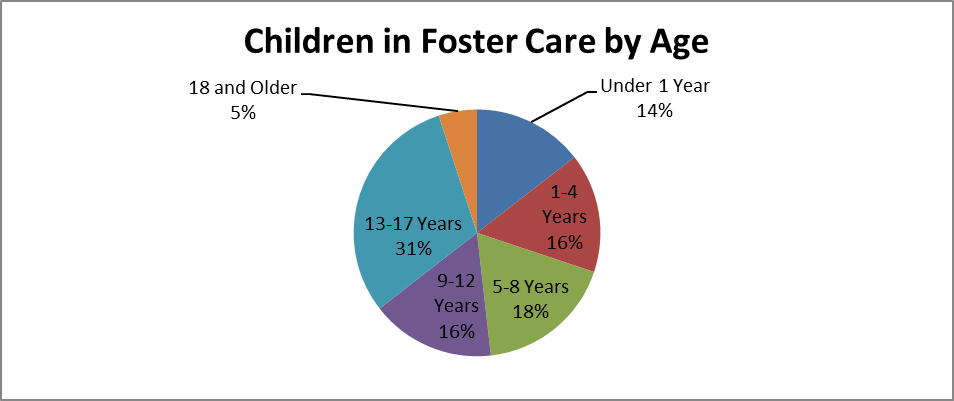 Children in Foster Care by Age
18 and Older
5%
Under 1 Year
14%
1-4
Years
16%
13-17 Years
31%
9-12
Years
16%
5-8 Years
18%